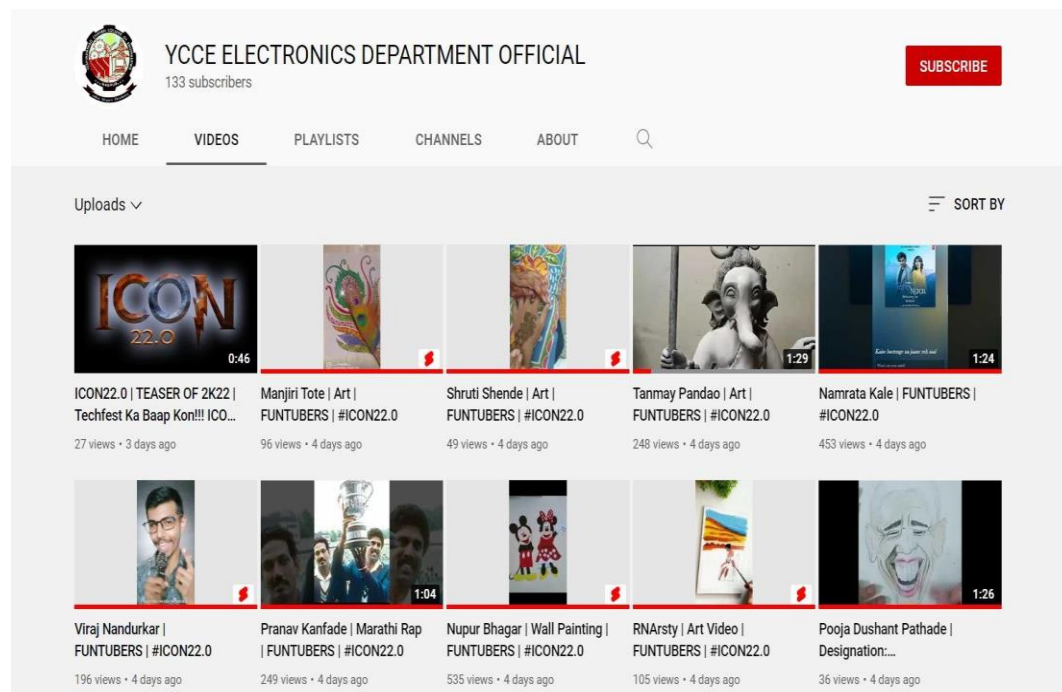 YCCE ELECTRONICS DEPARTMENT OFFICIAL
133 subscribers
SUBSCRIBE
HOME VIDEOS PLAYLISTS CHANNELS ABOUT
Uploads
SORT BY
ICON
22.0
0:46
1:29
1:24
ICON22.0 | TEASER OF 2K22 |
Techfest Ka Baap Kon!!! ICO...
27 views • 3 days ago
Manjiri Tote | Art |
FUNTUBERS | #ICON22.0
96 views • 4 days ago
Shruti Shende | Art |
FUNTUBERS | #ICON22.0
49 views • 4 days ago
Tanmay Pandao | Art |
FUNTUBERS | #ICON22.0
248 views • 4 days ago
Namrata Kale | FUNTUBERS |
#ICON22.0
453 views • 4 days ago
1:04
1:26
Viraj Nandurkar |
FUNTUBERS | #ICON22.0
196 views • 4 days ago
Pranav Kanfade | Marathi Rap
| FUNTUBERS | #ICON22.0
249 views • 4 days ago
Nupur Bhagar | Wall Painting |
FUNTUBERS | #ICON22.0
535 views • 4 days ago
RNArsty | Art Video |
FUNTUBERS | #ICON22.0
105 views • 4 days ago
Pooja Dushant Pathade |
Designation:...
36 views • 4 days ago